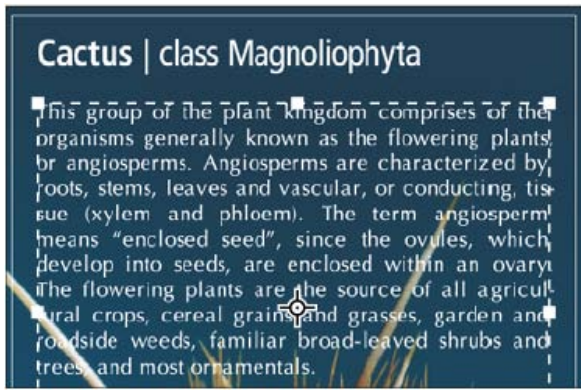 Cactus | class Magnoliophyta
This group of the plant kingdom comprises of the
organisms generally known as the flowering plants
or angiosperms. Angiosperms are characterized by
roots, stems, leaves and vascular, or conducting, tis
sue (xylem and phloem). The term angiosperm
means “enclosed seed”, since the ovules, which
develop into seeds, are enclosed within an ovary.
The flowering plants are the source of all agricul-
tural crops, cereal grains and grasses, garden and
roadside weeds, familiar broad-leaved shrubs and
trees, and most ornamentals.